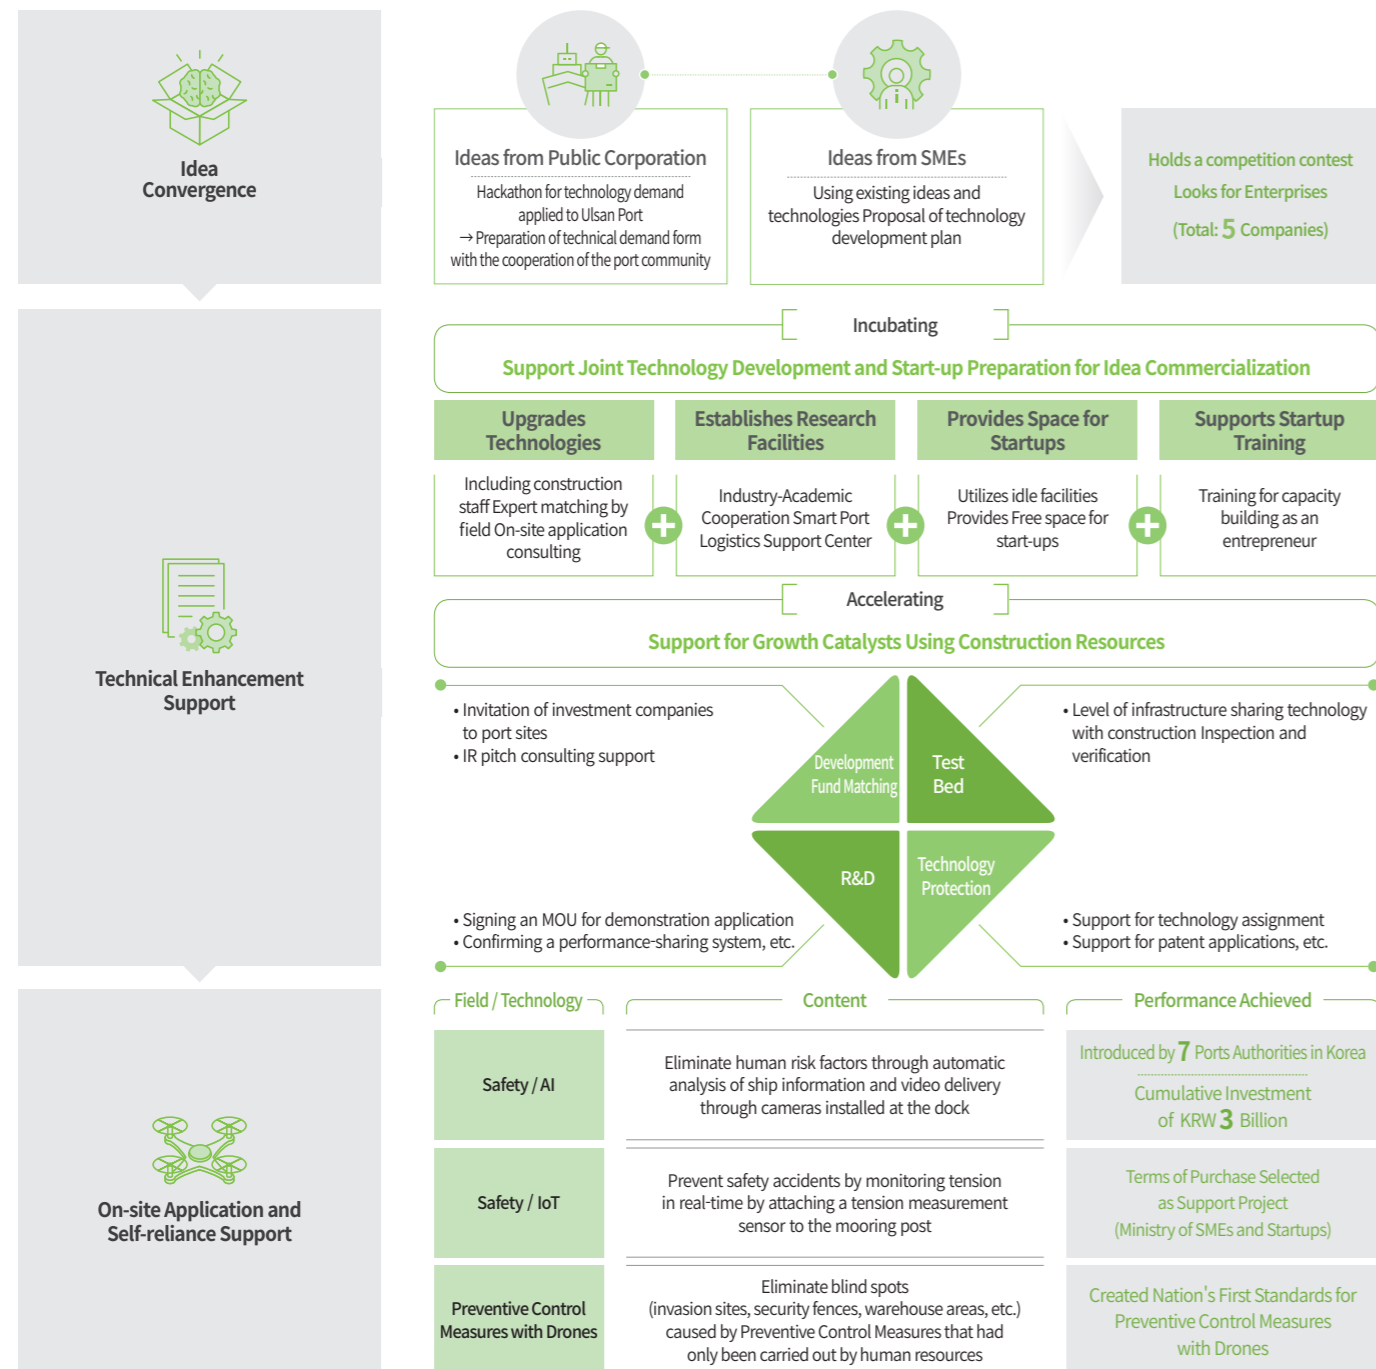 Idea
Convergence
Ideas from Public Corporation
Hackathon for technology demand
applied to Ulsan Port
→ Preparation of technical demand form
with the cooperation of the port community
Ideas from SMEs
Using existing ideas and
technologies Proposal of technology
development plan
Holds a competition contest
Looks for Enterprises
(Total: 5 Companies)
Technical Enhancement
Support
Incubating
Support Joint Technology Development and Start-up Preparation for Idea Commercialization
Upgrades
Technologies
Including construction
staff Expert matching by
field On-site application
consulting
Establishes Research
Facilities
Industry-Academic
Cooperation Smart Port
Logistics Support Center
Provides Space for
Startups
Utilizes idle facilities
Provides Free space for
start-ups
Supports Startup
Training
Training for capacity
building as an
entrepreneur
Accelerating
Support for Growth Catalysts Using Construction Resources
• Invitation of investment companies
to port sites
• IR pitch consulting support
Development
Fund Matching
Test
Bed
• Level of infrastructure sharing technology
with construction Inspection and
verification
R&D
Technology
Protection
• Signing an MOU for demonstration application
• Confirming a performance-sharing system, etc.
• Support for technology assignment
• Support for patent applications, etc.
On-site Application and
Self-reliance Support
Field / Technology
Content
Performance Achieved
Safety / AI
Eliminate human risk factors through automatic
analysis of ship information and video delivery
through cameras installed at the dock
Introduced by 7 Ports Authorities in Korea
Cumulative Investment
of KRW 3 Billion
Safety / IoT
Prevent safety accidents by monitoring tension
in real-time by attaching a tension measurement
sensor to the mooring post
Terms of Purchase Selected
as Support Project
(Ministry of SMEs and Startups)
Preventive Control
Measures with Drones
Eliminate blind spots
(invasion sites, security fences, warehouse areas, etc.)
caused by Preventive Control Measures that had
only been carried out by human resources
Created Nation's First Standards for
Preventive Control Measures
with Drones